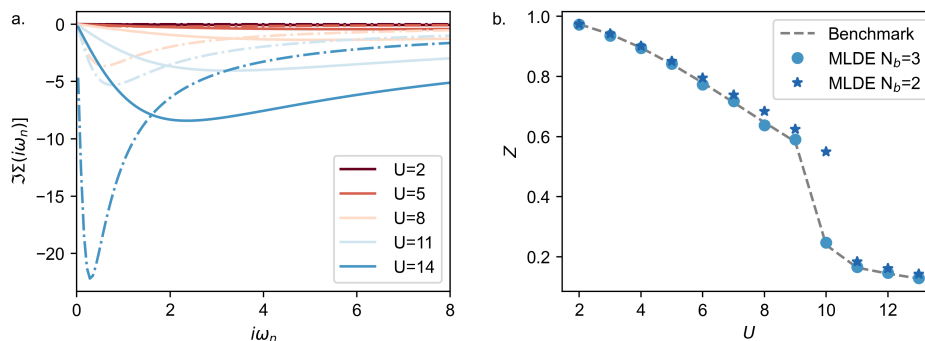 a.
0
−5
−10
−15
−20
ℑΣ(iωₙ)]
U=2
U=5
U=8
U=11
U=14
0
2
4
6
8
iωₙ
b.
1.0
0.8
0.6
0.4
0.2
Z
Benchmark
MLDE N_b=3
MLDE N_b=2
2
4
6
8
10
12
U